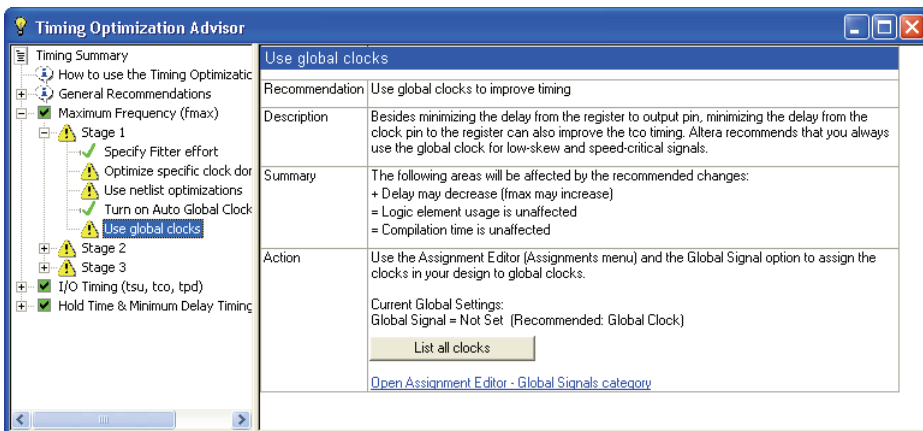 Timing Optimization Advisor
Timing Summary
How to use the Timing Optimizatic
General Recommendations
Maximum Frequency (fmax)
Stage 1
Specify Fitter effort
Optimize specific clock dor
Use netlist optimizations
Turn on Auto Global Clock
Use global clocks
Stage 2
Stage 3
I/O Timing (tsu, tco, tpd)
Hold Time & Minimum Delay Timing
Use global clocks
Recommendation Use global clocks to improve timing
Description Besides minimizing the delay from the register to output pin, minimizing the delay from the
clock pin to the register can also improve the tco timing. Altera recommends that you always
use the global clock for low-skew and speed-critical signals.
Summary The following areas will be affected by the recommended changes:
+ Delay may decrease (fmax may increase)
= Logic element usage is unaffected
= Compilation time is unaffected
Action Use the Assignment Editor (Assignments menu) and the Global Signal option to assign the
clocks in your design to global clocks.
Current Global Settings:
Global Signal = Not Set (Recommended: Global Clock)
List all clocks
Open Assignment Editor - Global Signals category